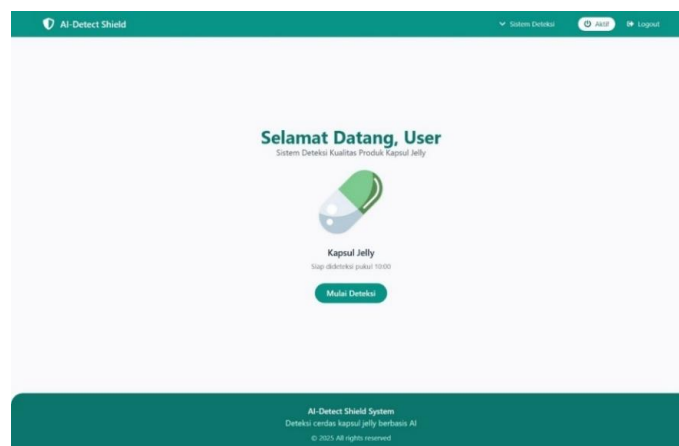 AI-Detect Shield
Sistem Deteksi
Aktif
Logout
Selamat Datang, User
Sistem Deteksi Kualitas Produk Kapsul Jelly
Kapsul Jelly
Siap dideteksi pukul 10:00
Mulai Deteksi
AI-Detect Shield System
Deteksi cerdas kapsul jelly berbasis AI
© 2025 All rights reserved